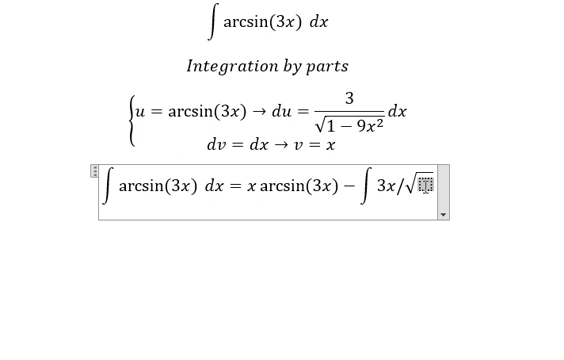 ∫ arcsin(3x) dx
Integration by parts
{u = arcsin(3x) → du = 3/√(1 − 9x²) dx
dv = dx → v = x
∫ arcsin(3x) dx = x arcsin(3x) − ∫ 3x/√